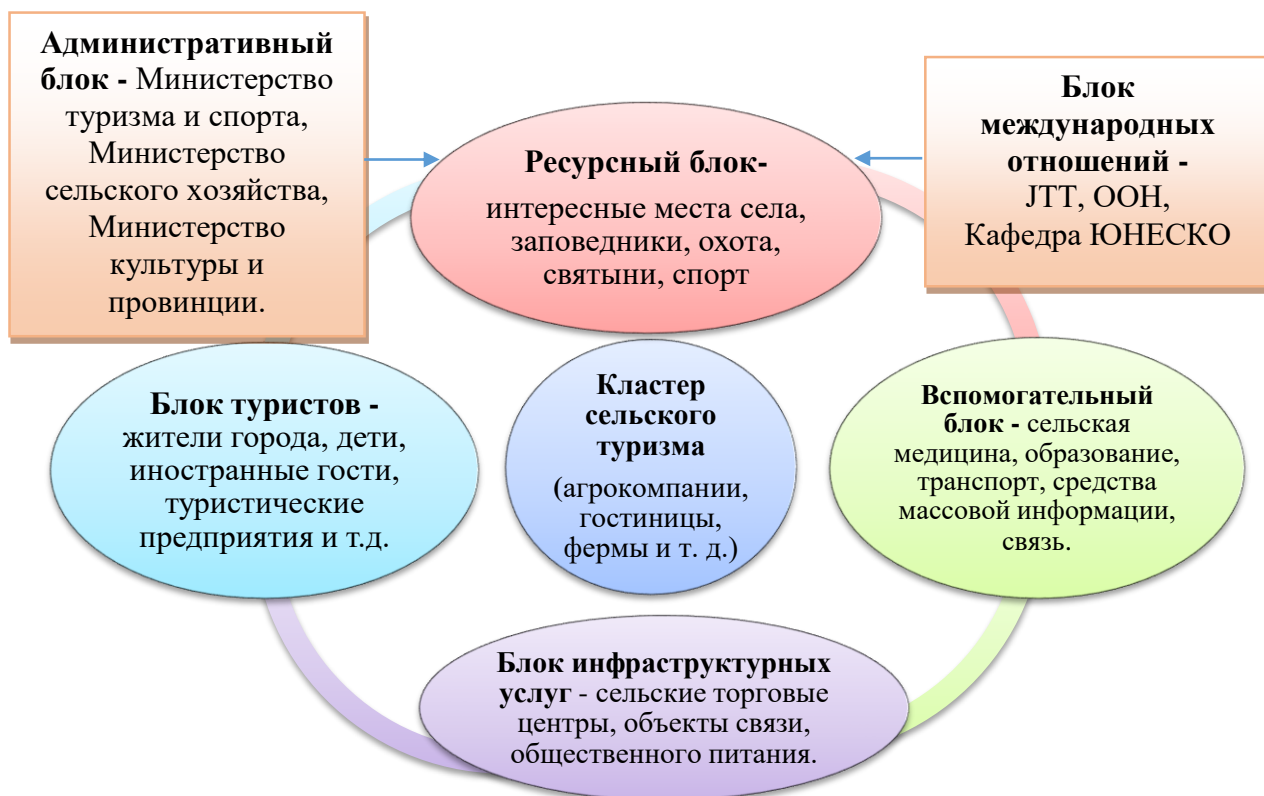 Административный
блок - Министерство
туризма и спорта,
Министерство
сельского хозяйства,
Министерство
культуры и
провинции.
Ресурсный блок-
интересные места села,
заповедники, охота,
святыни, спорт
Блок
международных
отношений -
JТТ, ООН,
Кафедра ЮНЕСКО
Блок туристов -
жители города, дети,
иностранные гости,
туристические
предприятия и т.д.
Кластер
сельского
туризма
(агрокомпании,
гостиницы,
фермы и т. д.)
Вспомогательный
блок - сельская
медицина, образование,
транспорт, средства
массовой информации,
связь.
Блок инфраструктурных
услуг - сельские торговые
центры, объекты связи,
общественного питания.